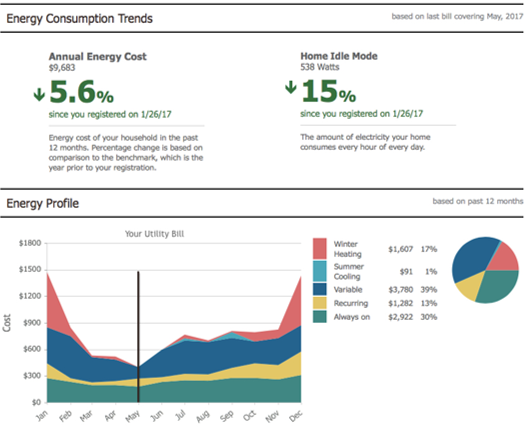 Energy Consumption Trends
based on last bill covering May, 2017
Annual Energy Cost
$9,683
5.6%
since you registered on 1/26/17
Energy cost of your household in the past
12 months. Percentage change is based on
comparison to the benchmark, which is the
year prior to your registration.
Home Idle Mode
538 Watts
15%
since you registered on 1/26/17
The amount of electricity your home
consumes every hour of every day.
Energy Profile
based on past 12 months
Your Utility Bill
$1800
$1500
$1200
$900
$600
$300
$0
Cost
Jan Feb Mar Apr May Jun Jul Aug Sep Oct Nov Dec
Winter
Heating $1,607 17%
Summer
Cooling $91 1%
Variable $3,780 39%
Recurring $1,282 13%
Always on $2,922 30%